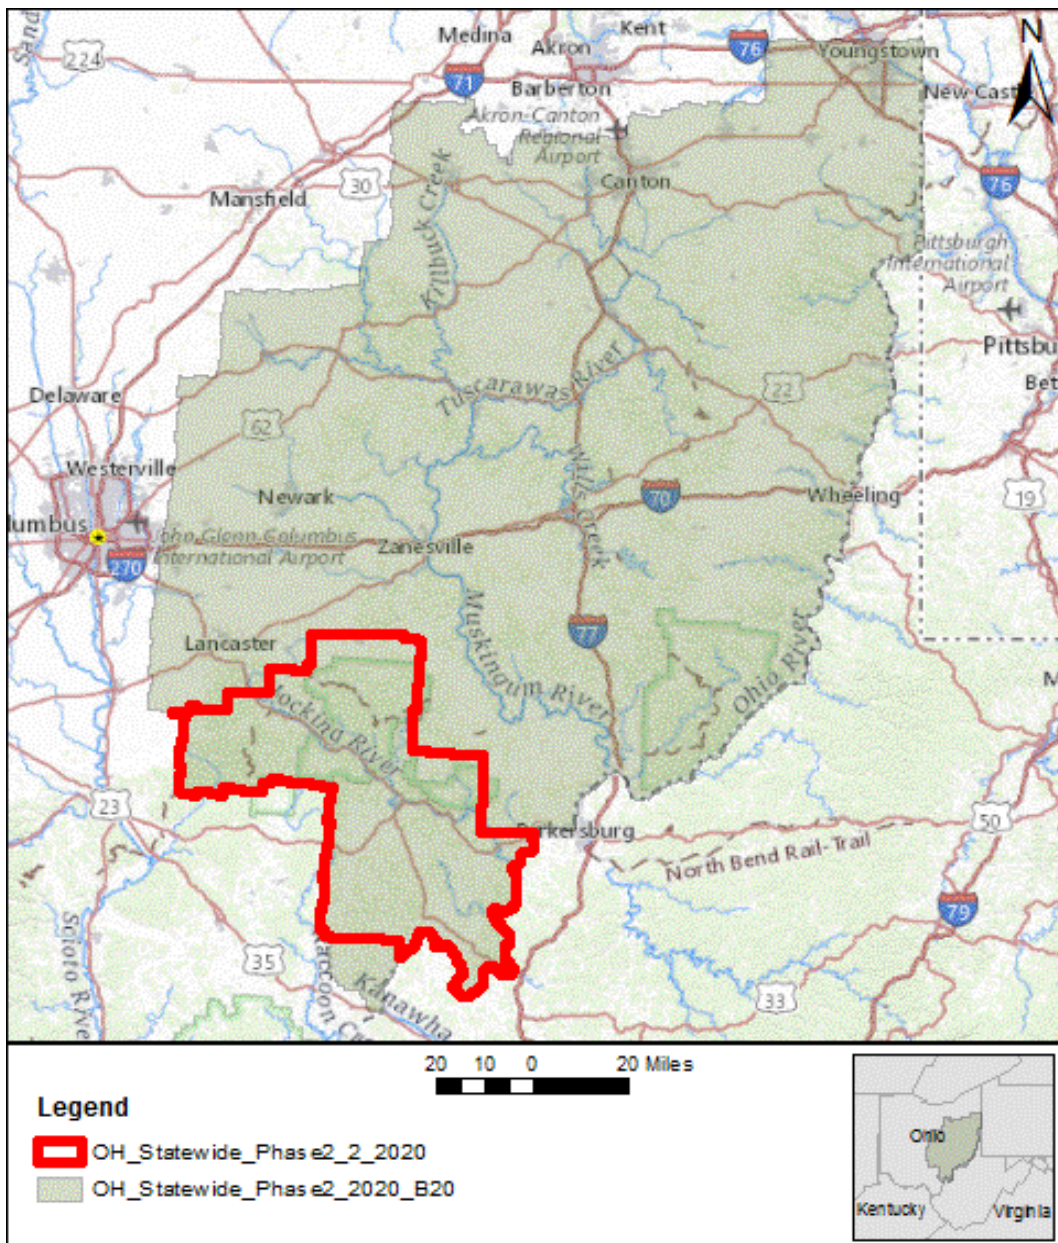 Sand
224
Medina
Akron
Kent
76
Youngstown
N
71
Barberton
New Cast
Akron-Canton
Regional
Airport
30
Canton
76
Mansfield
Killbuck Creek
Pittsburgh
International
Airport
Pittsbu
Bet
Delaware
Tuscarawas River
22
62
Westerville
Wills Creek
Newark
70
Wheeling
19
lumbus
John Glenn Columbus
International Airport
Zanesville
270
Muskingum River
77
Ohio River
Lancaster
M
Hocking River
23
Parkersburg
50
North Bend Rail-Trail
79
Scioto Rive
35
Raccoon Cr
Kanawha
33
20 10 0 20 Miles
Legend
OH_Statewide_Phase2_2_2020
OH_Statewide_Phase2_2020_B20
Ohio
Kentucky
Virginia